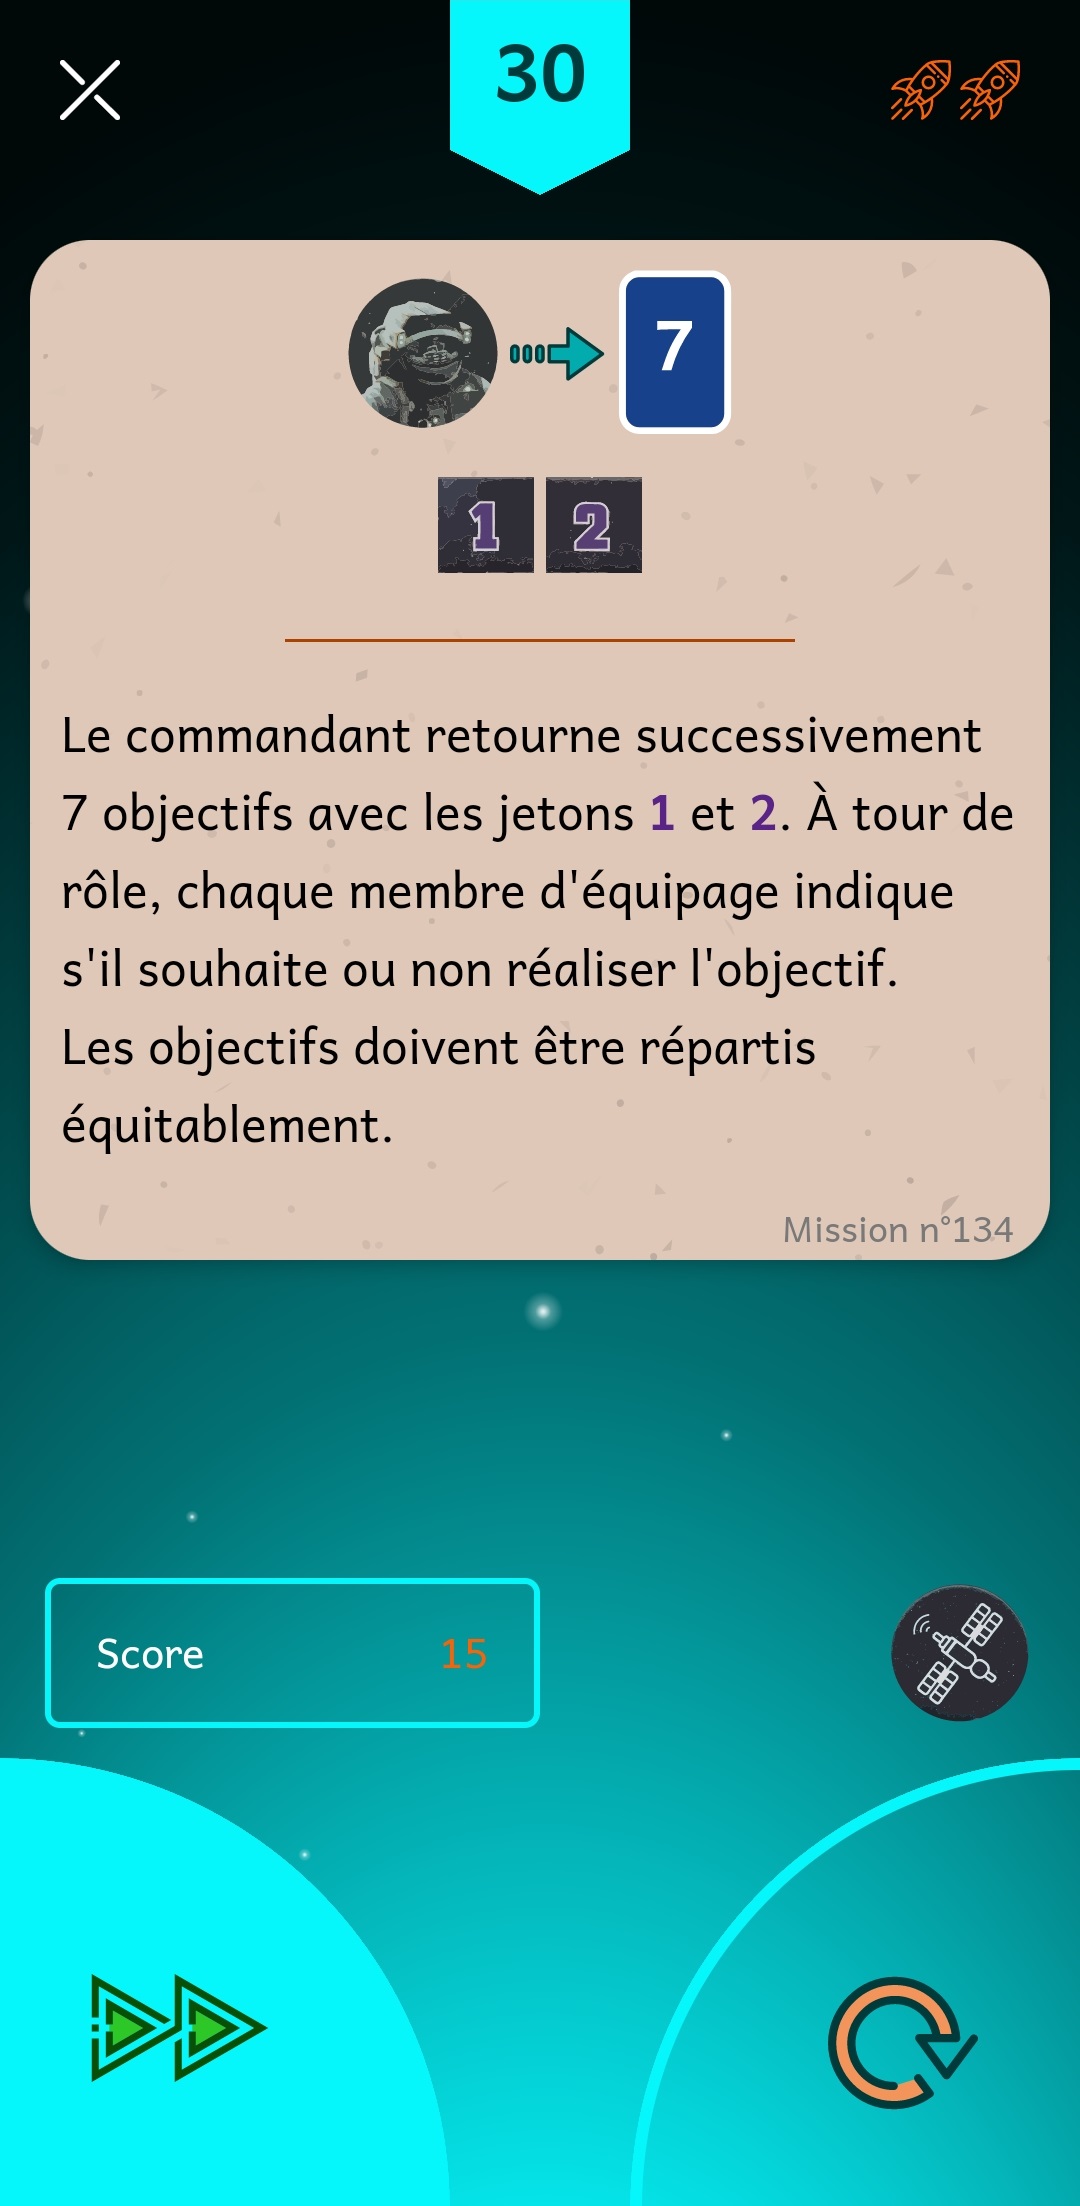 30
7
1 2
Le commandant retourne successivement
7 objectifs avec les jetons 1 et 2. À tour de
rôle, chaque membre d'équipage indique
s'il souhaite ou non réaliser l'objectif.
Les objectifs doivent être répartis
équitablement.
Mission n°134
Score 15